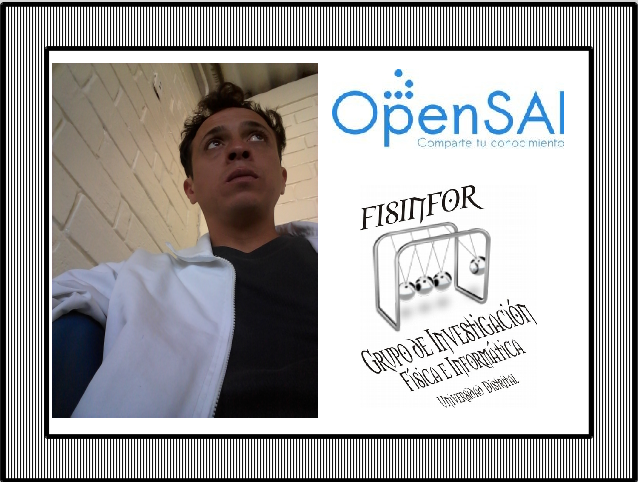 OpenSAI
Comparte tu conocimiento
FISINFOR
GRUPO DE INVESTIGACIÓN
FÍSICA E INFORMÁTICA
UNIVERSIDAD DISTRITAL